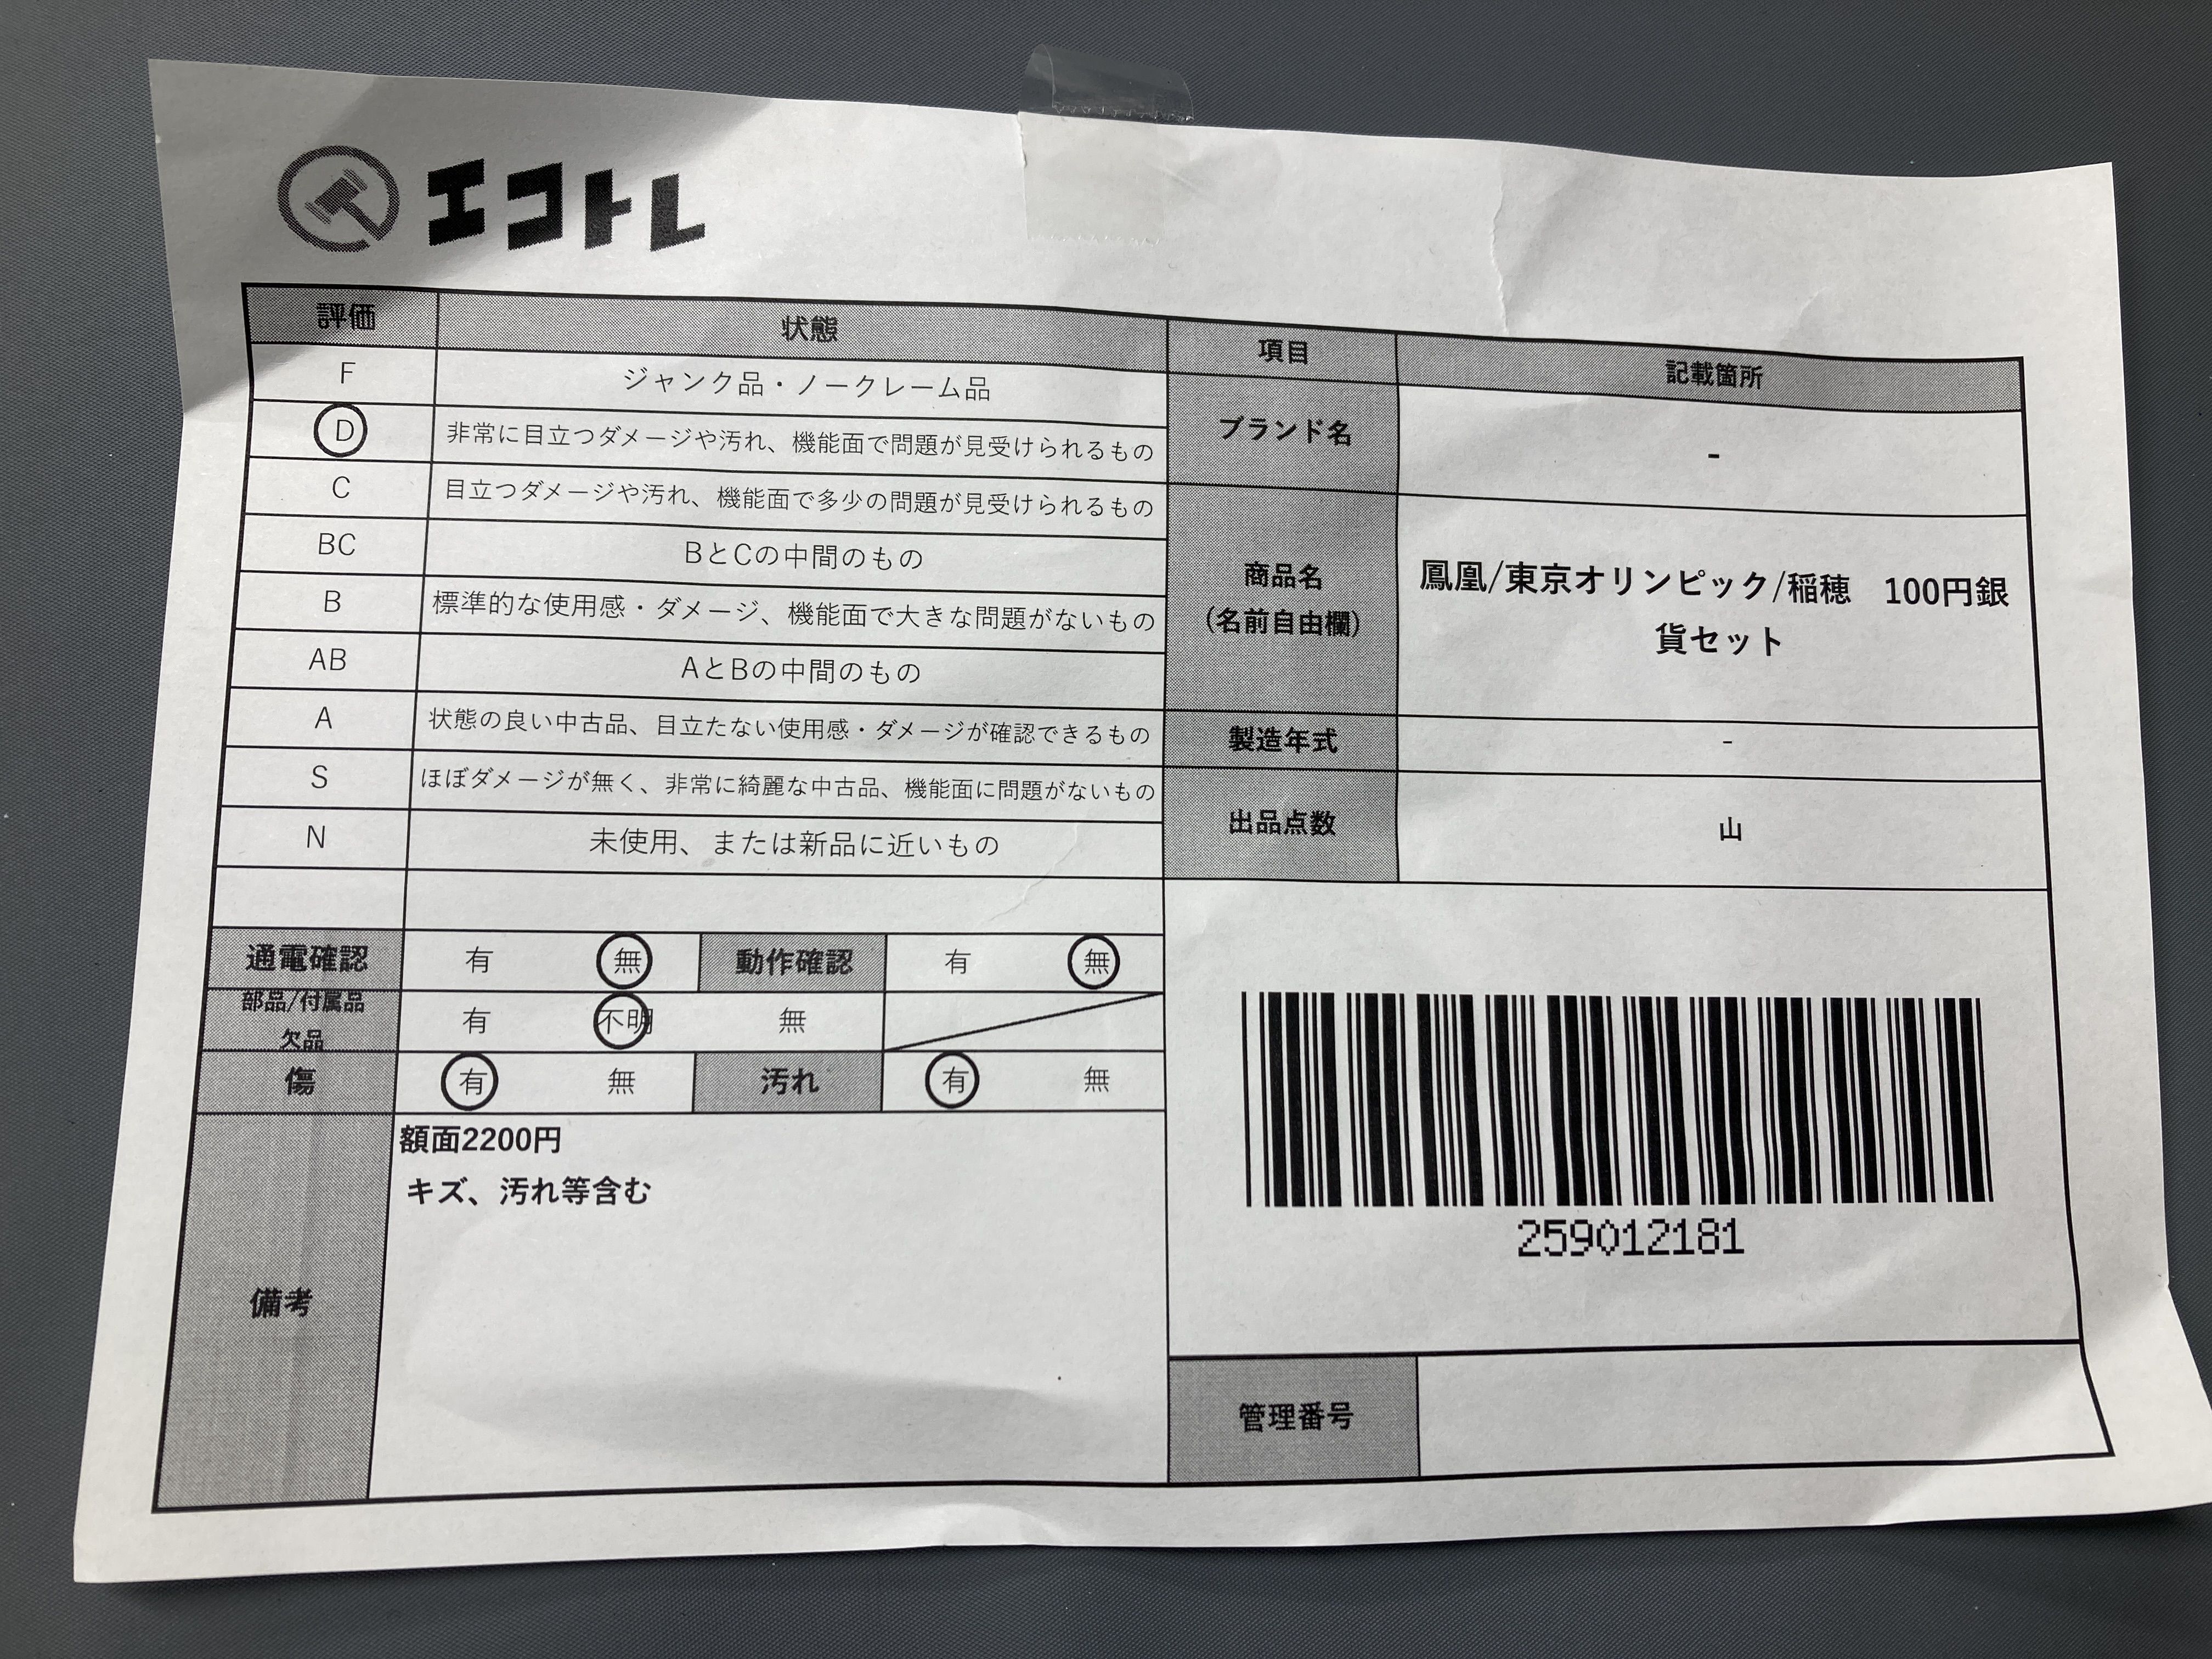 エコトレ
評価 状態
F ジャンク品・ノークレーム品
D 非常に目立つダメージや汚れ、機能面で問題が見受けられるもの
C 目立つダメージや汚れ、機能面で多少の問題が見受けられるもの
BC BとCの中間のもの
B 標準的な使用感・ダメージ、機能面で大きな問題がないもの
AB AとBの中間のもの
A 状態の良い中古品、目立たない使用感・ダメージが確認できるもの
S ほぼダメージが無く、非常に綺麗な中古品、機能面に問題がないもの
N 未使用、または新品に近いもの
通電確認 有 無 動作確認 有 無
部品/付属品
欠品
有 不明 無
傷 有 無 汚れ 有 無
備考
額面2200円
キズ、汚れ等含む
項目 記載箇所
ブランド名 -
商品名
(名前自由欄)
鳳凰/東京オリンピック/稲穂 100円銀
貨セット
製造年式 -
出品点数 山
259012181
管理番号